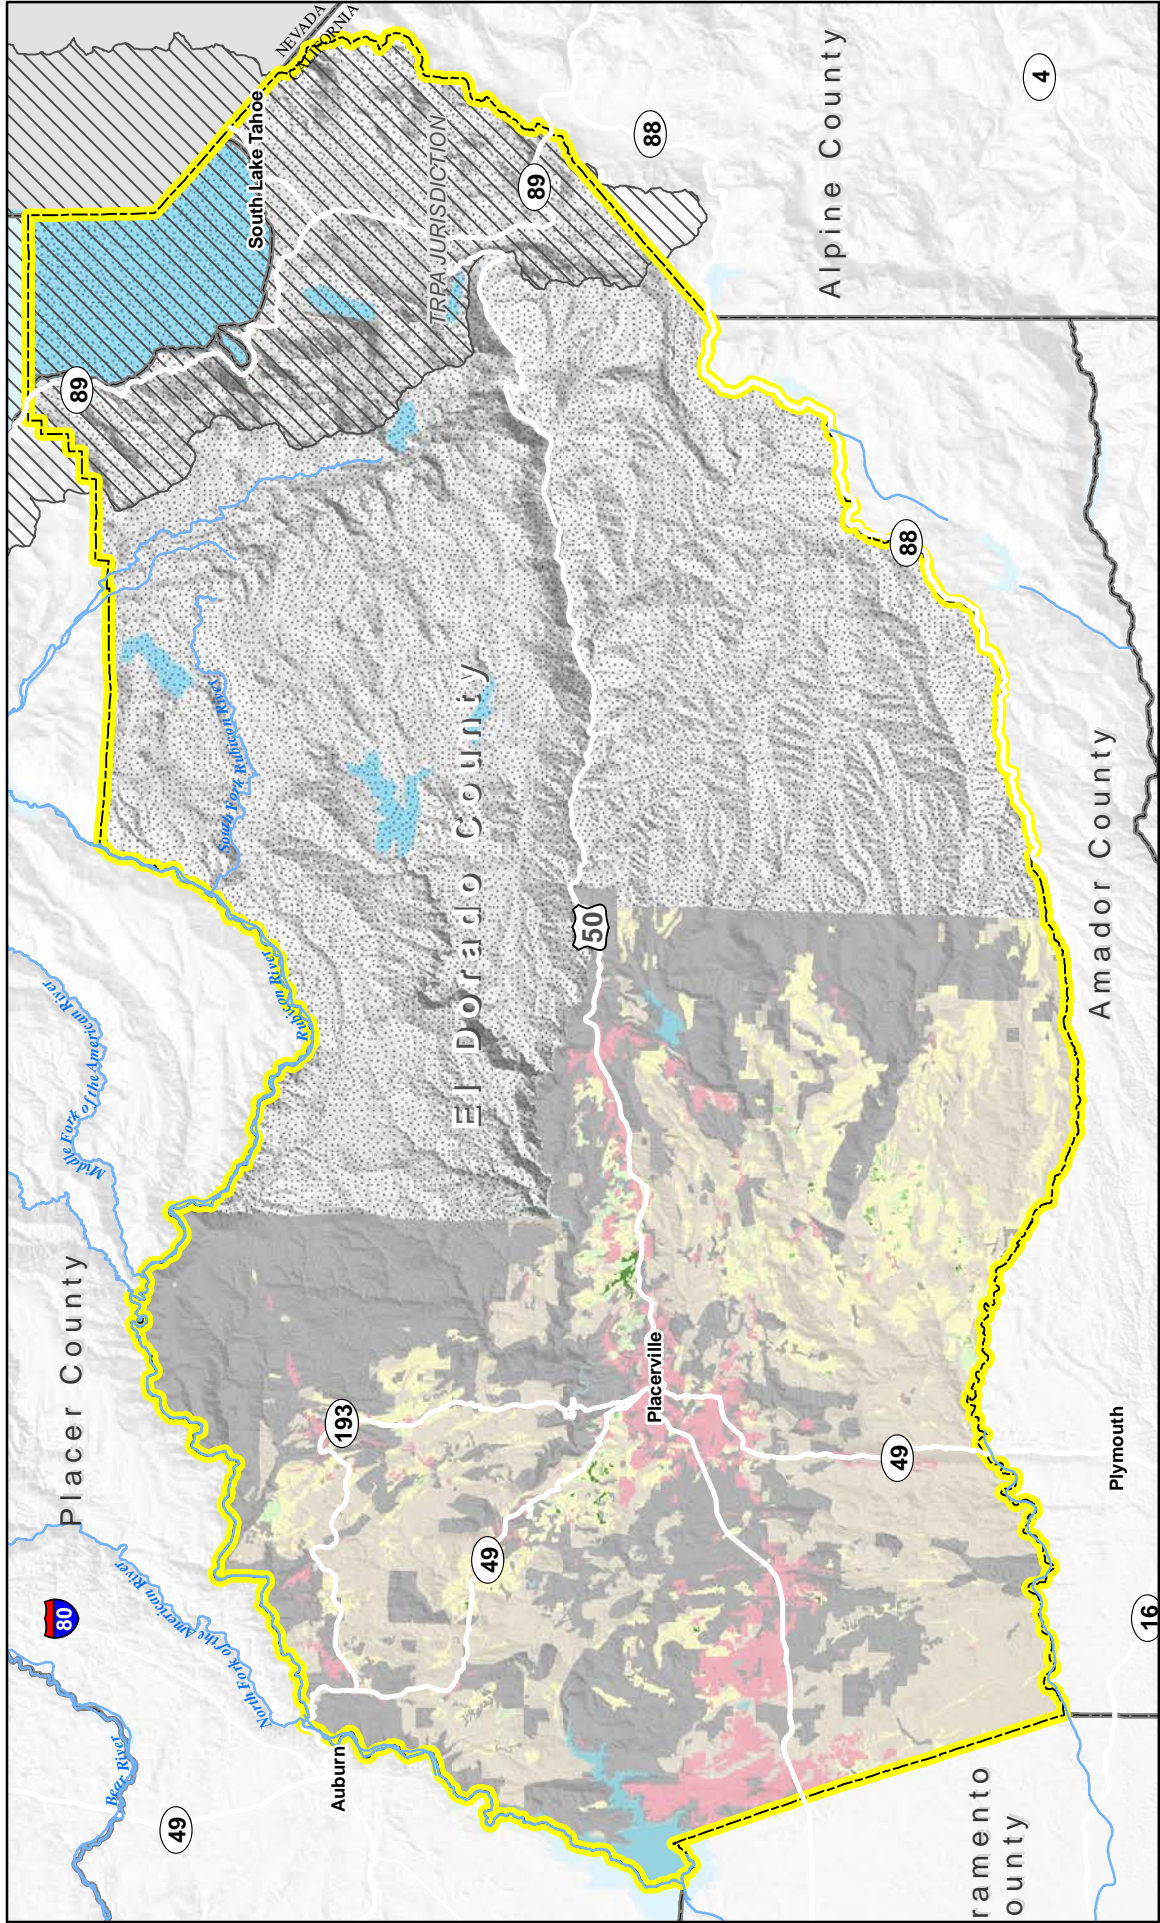 Placer County
El Dorado County
Amador County
Alpine County
ramento
ounty
NEVADA
CALIFORNIA
TRPA JURISDICTION
South Lake Tahoe
Placerville
Auburn
Plymouth
Bear River
North Fork of the American River
Middle Fork
of the American River
Rubicon River
South Fork Rubicon River
80
49
193
49
49
50
89
89
88
88
4
16